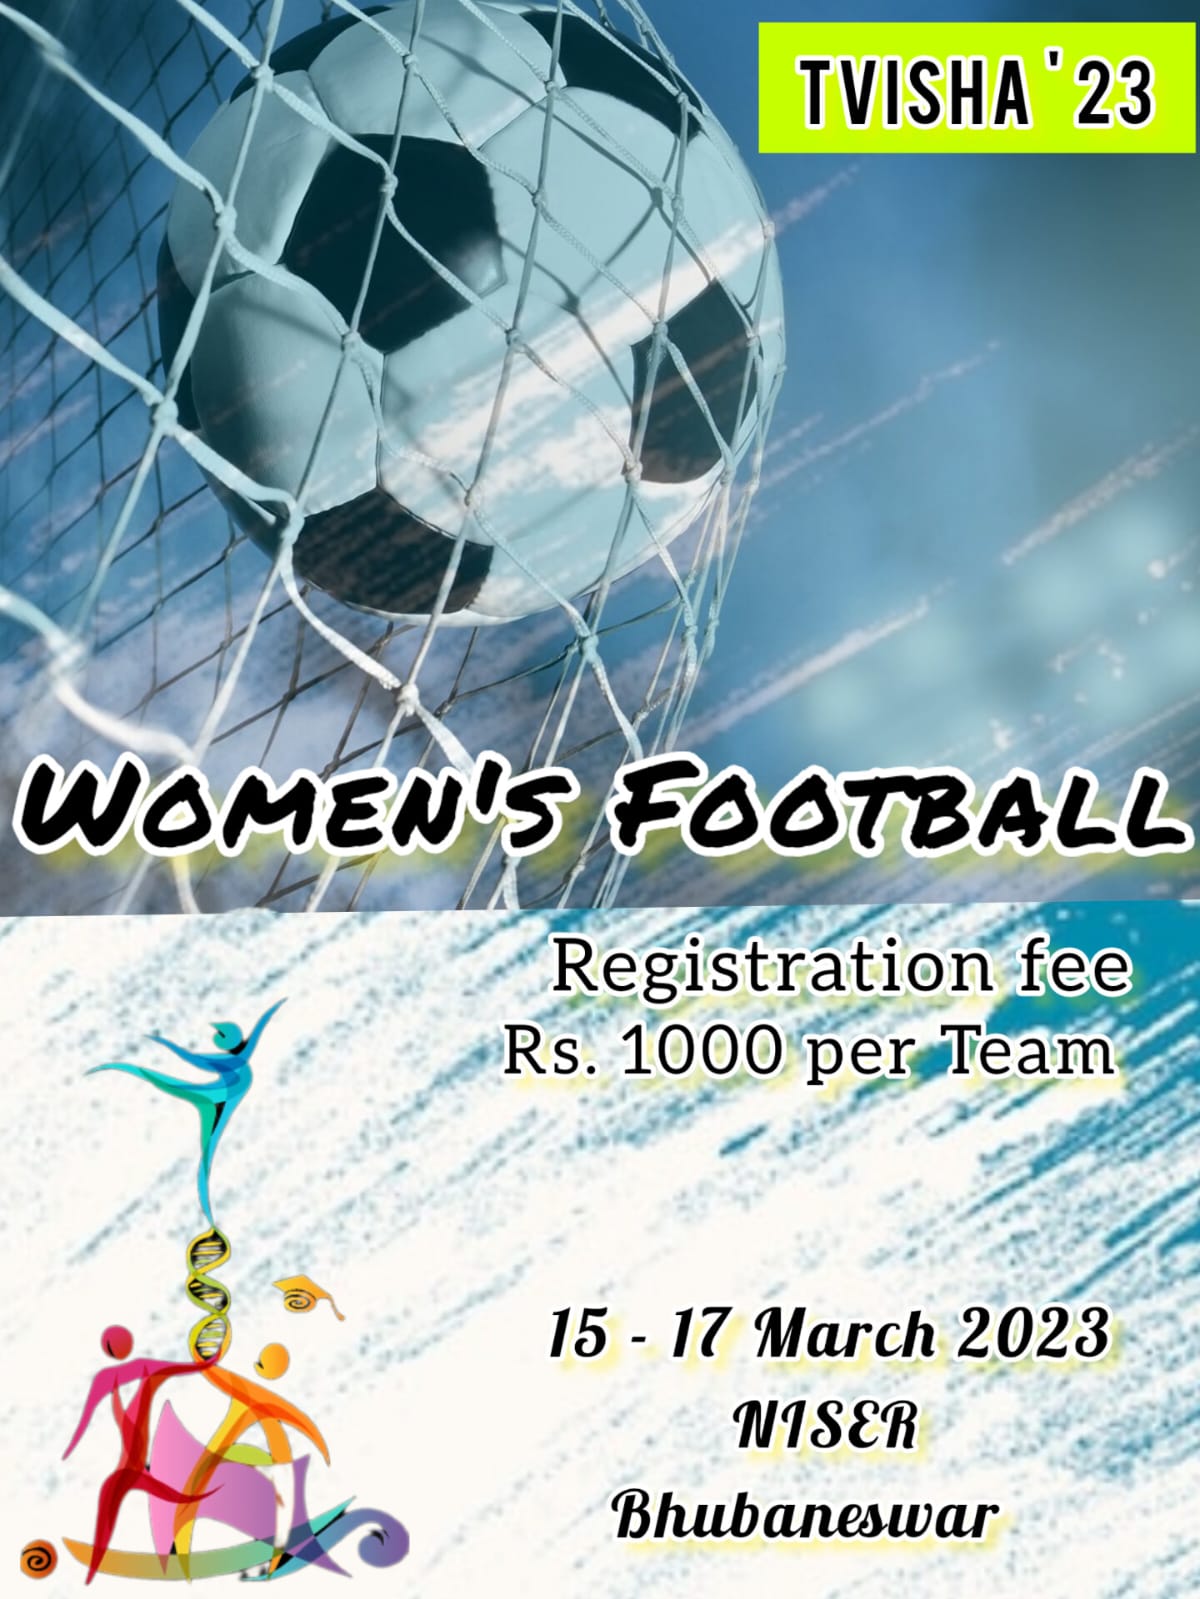 TVISHA '23
WOMEN'S FOOTBALL
Registration fee
Rs. 1000 per Team
15 - 17 March 2023
NISER
Bhubaneswar